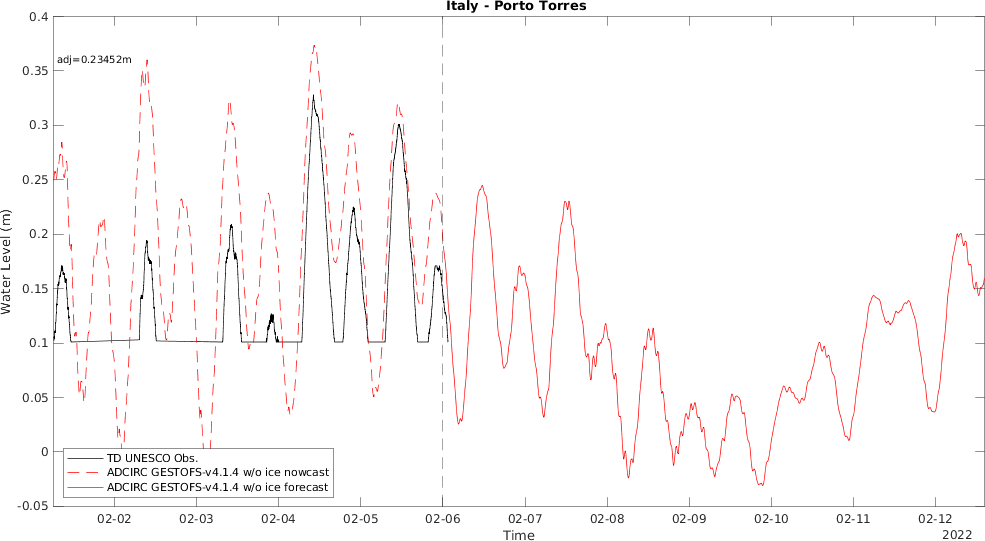 Italy - Porto Torres
0.4
0.35
0.3
0.25
0.2
0.15
0.1
0.05
0
-0.05
Water Level (m)
adj=0.23452m
TD UNESCO Obs.
ADCIRC GESTOFS-v4.1.4 w/o ice nowcast
ADCIRC GESTOFS-v4.1.4 w/o ice forecast
02-02 02-03 02-04 02-05 02-06 02-07 02-08 02-09 02-10 02-11 02-12
Time
2022